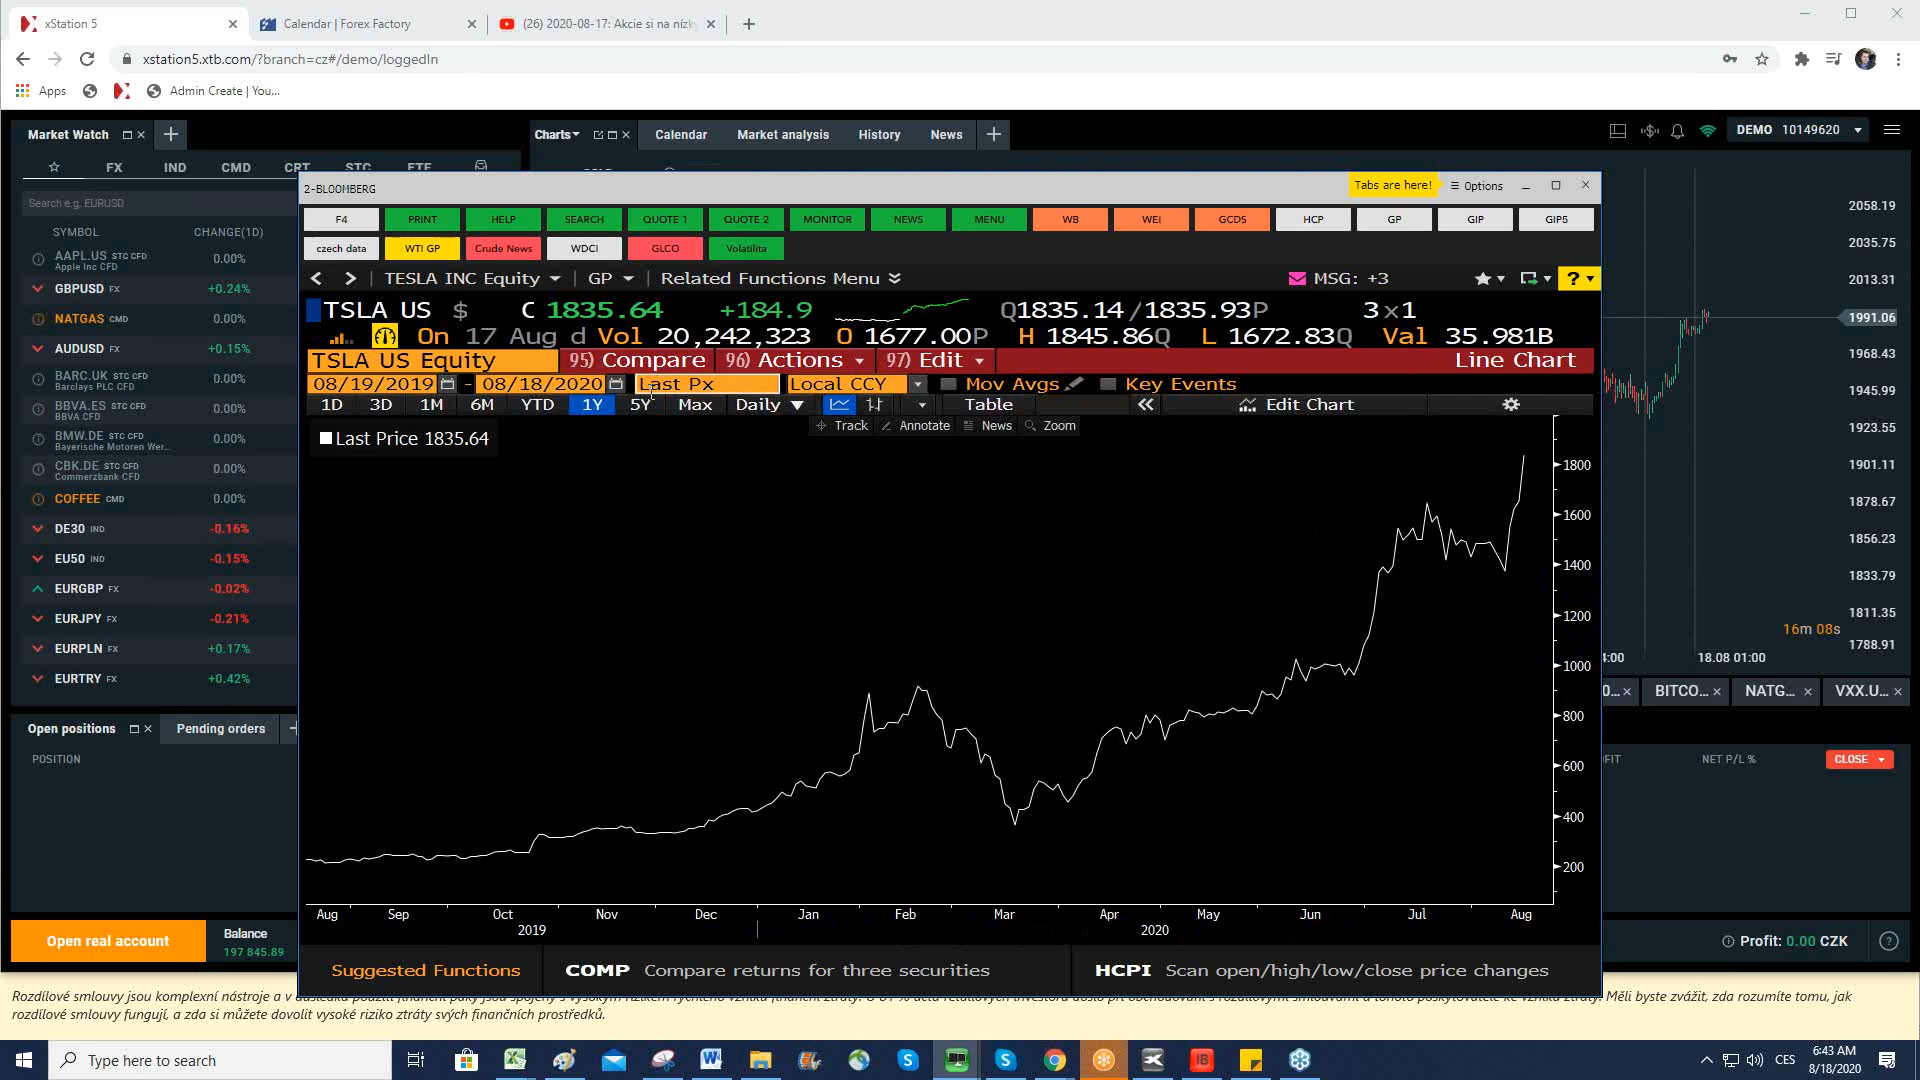 xStation 5
Calendar | Forex Factory
(26) 2020-08-17: Akcie si na nízk
xstation5.xtb.com/?branch=cz#/demo/loggedIn
Apps
Admin Create | You...
Market Watch
Charts
Calendar
Market analysis
History
News
DEMO 10149620
FX IND CMD CRT STC ETF
Search e.g. EURUSD
SYMBOL CHANGE(1D)
AAPL.US STC CFD 0.00%
Apple Inc CFD
GBPUSD FX +0.24%
NATGAS CMD 0.00%
AUDUSD FX +0.15%
BARC.UK STC CFD 0.00%
Barclays PLC CFD
BBVA.ES STC CFD 0.00%
BBVA CFD
BMW.DE STC CFD 0.00%
Bayerische Motoren Wer...
CBK.DE STC CFD 0.00%
Commerzbank CFD
COFFEE CMD 0.00%
DE30 IND -0.16%
EU50 IND -0.15%
EURGBP FX -0.02%
EURJPY FX -0.21%
EURPLN FX +0.17%
EURTRY FX +0.42%
Open positions
Pending orders
POSITION
Open real account
Balance
197 845.89
2-BLOOMBERG
Tabs are here!
Options
F4 PRINT HELP SEARCH QUOTE 1 QUOTE 2 MONITOR NEWS MENU WB WEI GCDS HCP GP GIP GIP5
czech data WTI GP Crude News WDCI GLCO Volatilita
TESLA INC Equity GP Related Functions Menu MSG: +3 ?
TSLA US $ C 1835.64 +184.9 Q1835.14/1835.93P 3x1
On 17 Aug d Vol 20,242,323 O 1677.00P H 1845.86Q L 1672.83Q Val 35.981B
TSLA US Equity 95) Compare 96) Actions 97) Edit Line Chart
08/19/2019 - 08/18/2020 Last Px Local CCY Mov Avgs Key Events
1D 3D 1M 6M YTD 1Y 5Y Max Daily Table Edit Chart
Track Annotate News Zoom
Last Price 1835.64
1800
1600
1400
1200
1000
800
600
400
200
Aug Sep Oct Nov Dec Jan Feb Mar Apr May Jun Jul Aug
2019 2020
Suggested Functions COMP Compare returns for three securities HCPI Scan open/high/low/close price changes
2058.19
2035.75
2013.31
1991.06
1968.43
1945.99
1923.55
1901.11
1878.67
1856.23
1833.79
1811.35
1788.91
16m 08s
18.08 01:00
BITCO...
NATG...
VXX.U...
NET P/L %
CLOSE
Profit: 0.00 CZK
Měli byste zvážit, zda rozumíte tomu, jak
rozdílové smlouvy fungují, a zda si můžete dovolit vysoké riziko ztráty svých finančních prostředků.
Type here to search
CES
6:43 AM
8/18/2020